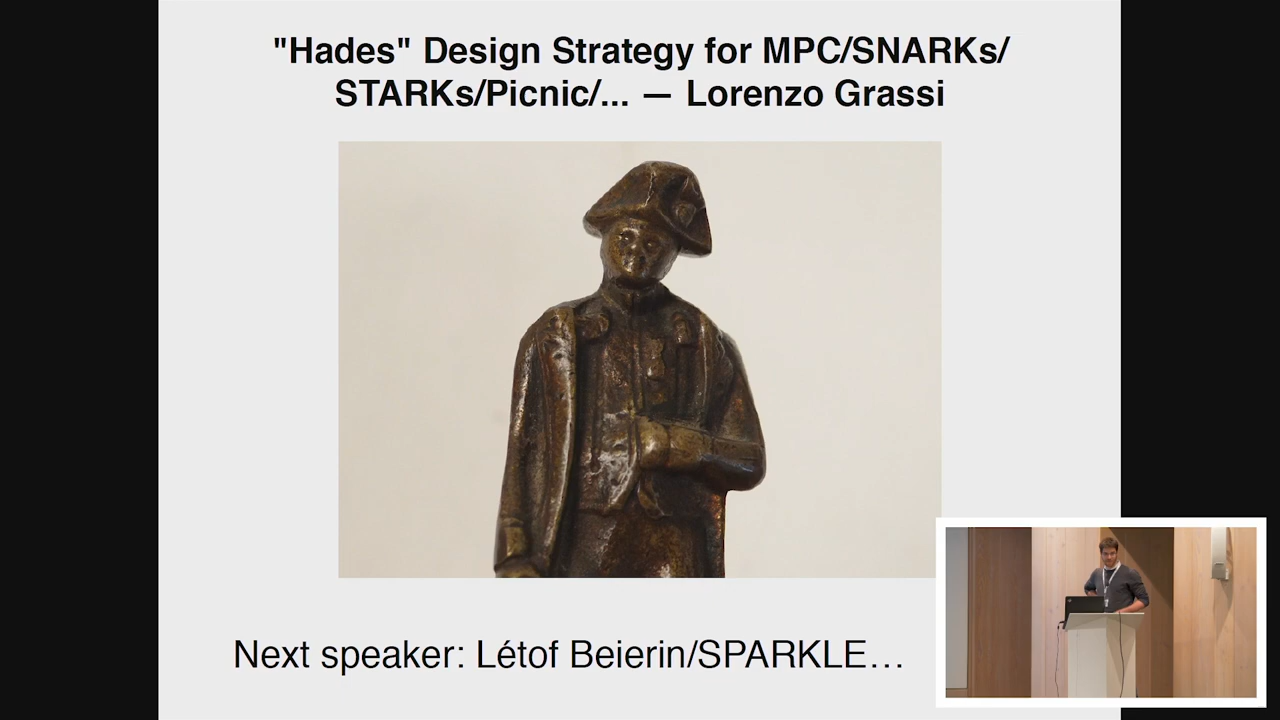 "Hades" Design Strategy for MPC/SNARKs/
STARKs/Picnic/... — Lorenzo Grassi
Next speaker: Létof Beierin/SPARKLE…